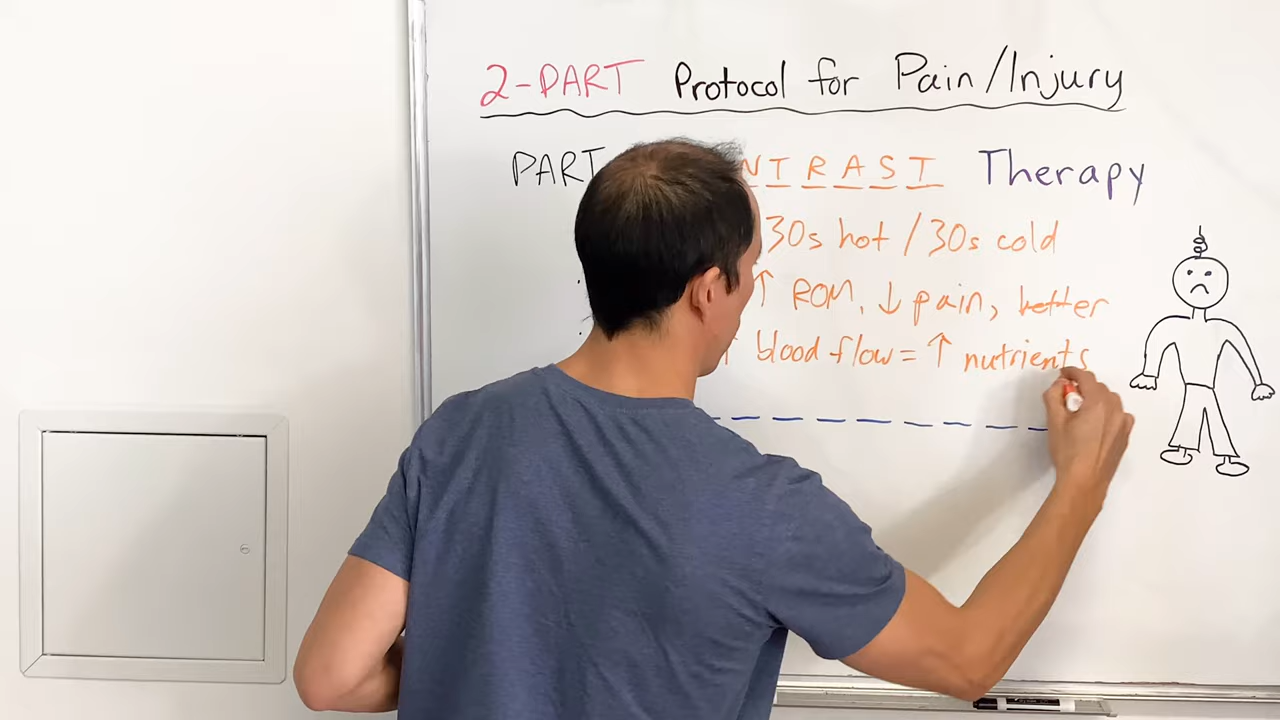 2-PART Protocol for Pain/Injury
PART NTRAST Therapy
30s hot / 30s cold
↑ ROM, ↓ pain, better
↑ blood flow = ↑ nutrients